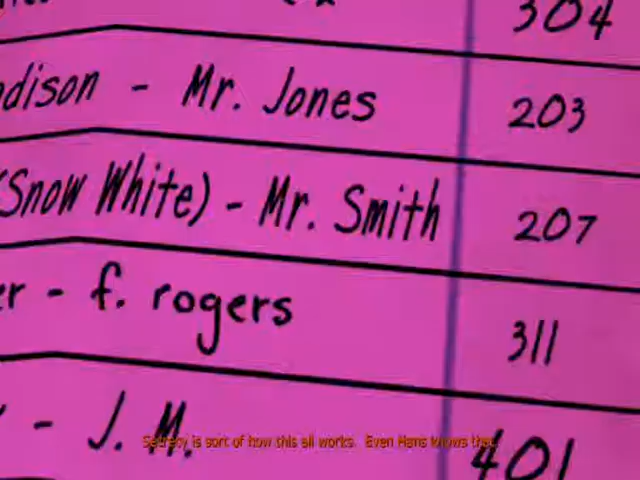 304
dison - Mr. Jones 203
(Snow White) - Mr. Smith 207
er - f. rogers 311
- J. M. 401
Secrecy is sort of how this all works. Even Hans knows that.